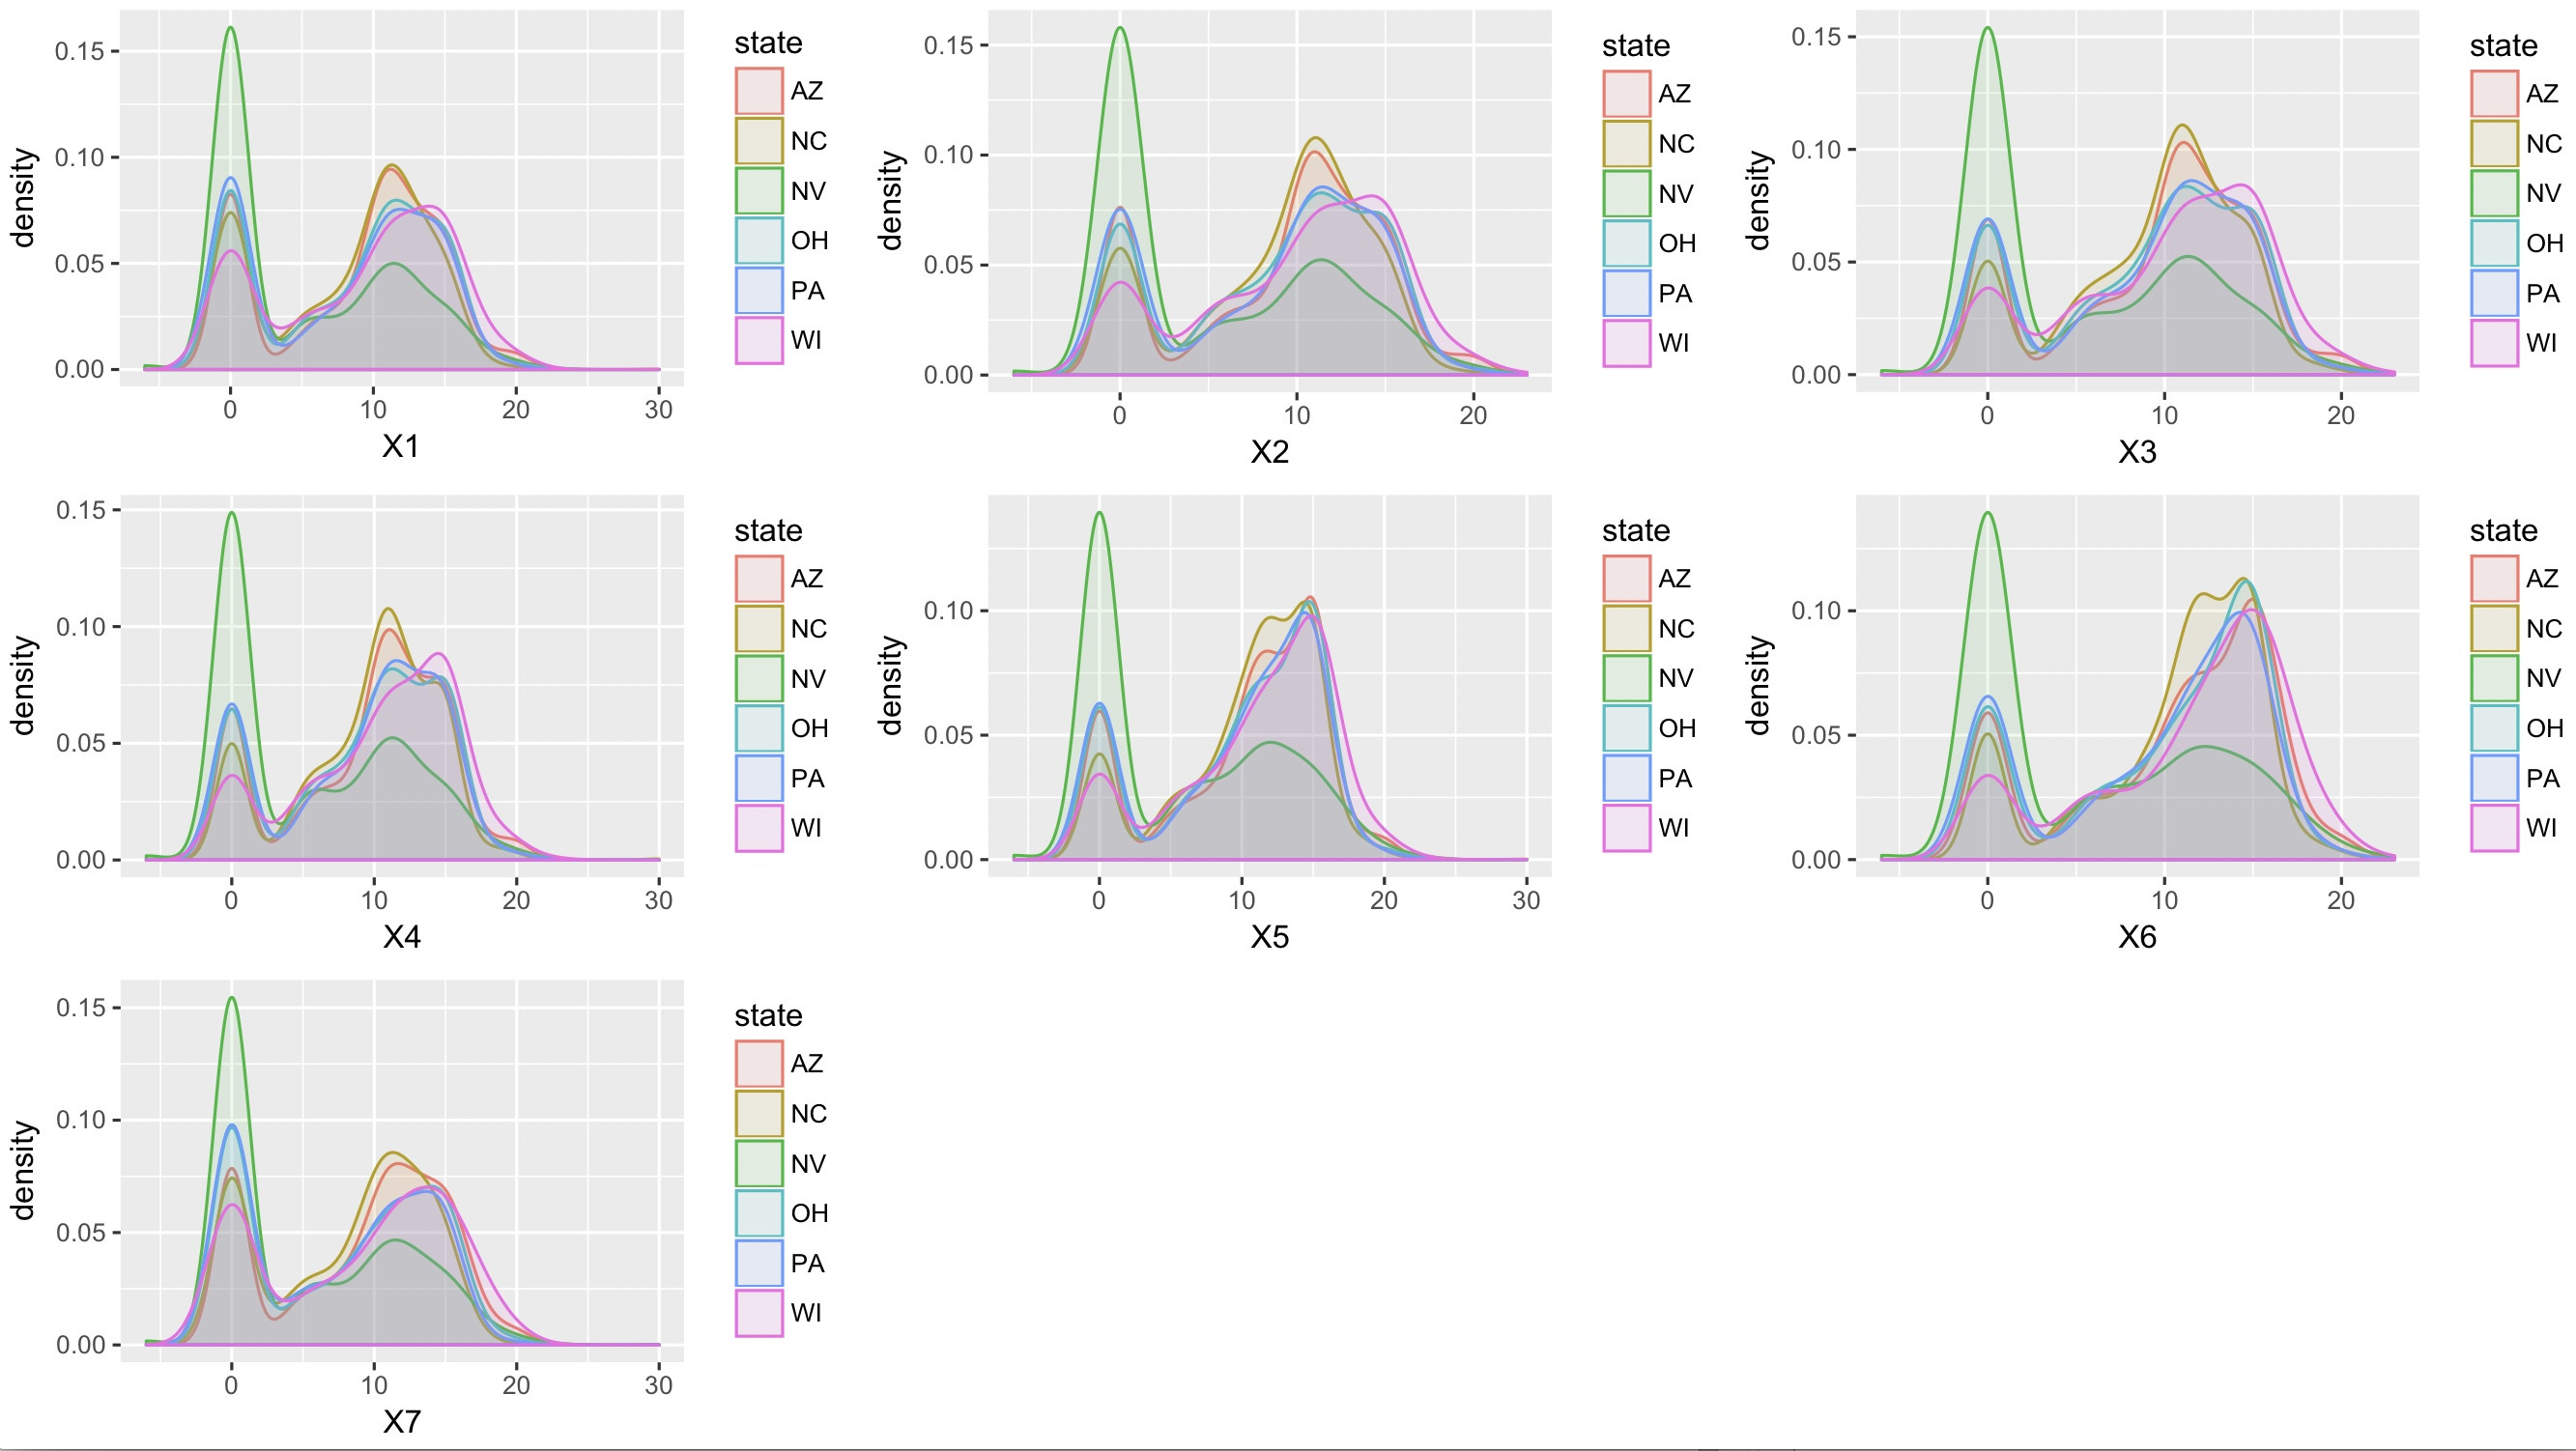 density
0.15
0.10
0.05
0.00
0
10
20
30
X1
state
AZ
NC
NV
OH
PA
WI
density
0.15
0.10
0.05
0.00
0
10
20
X2
state
AZ
NC
NV
OH
PA
WI
density
0.15
0.10
0.05
0.00
0
10
20
X3
state
AZ
NC
NV
OH
PA
WI
density
0.15
0.10
0.05
0.00
0
10
20
30
X4
state
AZ
NC
NV
OH
PA
WI
density
0.10
0.05
0.00
0
10
20
30
X5
state
AZ
NC
NV
OH
PA
WI
density
0.10
0.05
0.00
0
10
20
X6
state
AZ
NC
NV
OH
PA
WI
density
0.15
0.10
0.05
0.00
0
10
20
30
X7
state
AZ
NC
NV
OH
PA
WI